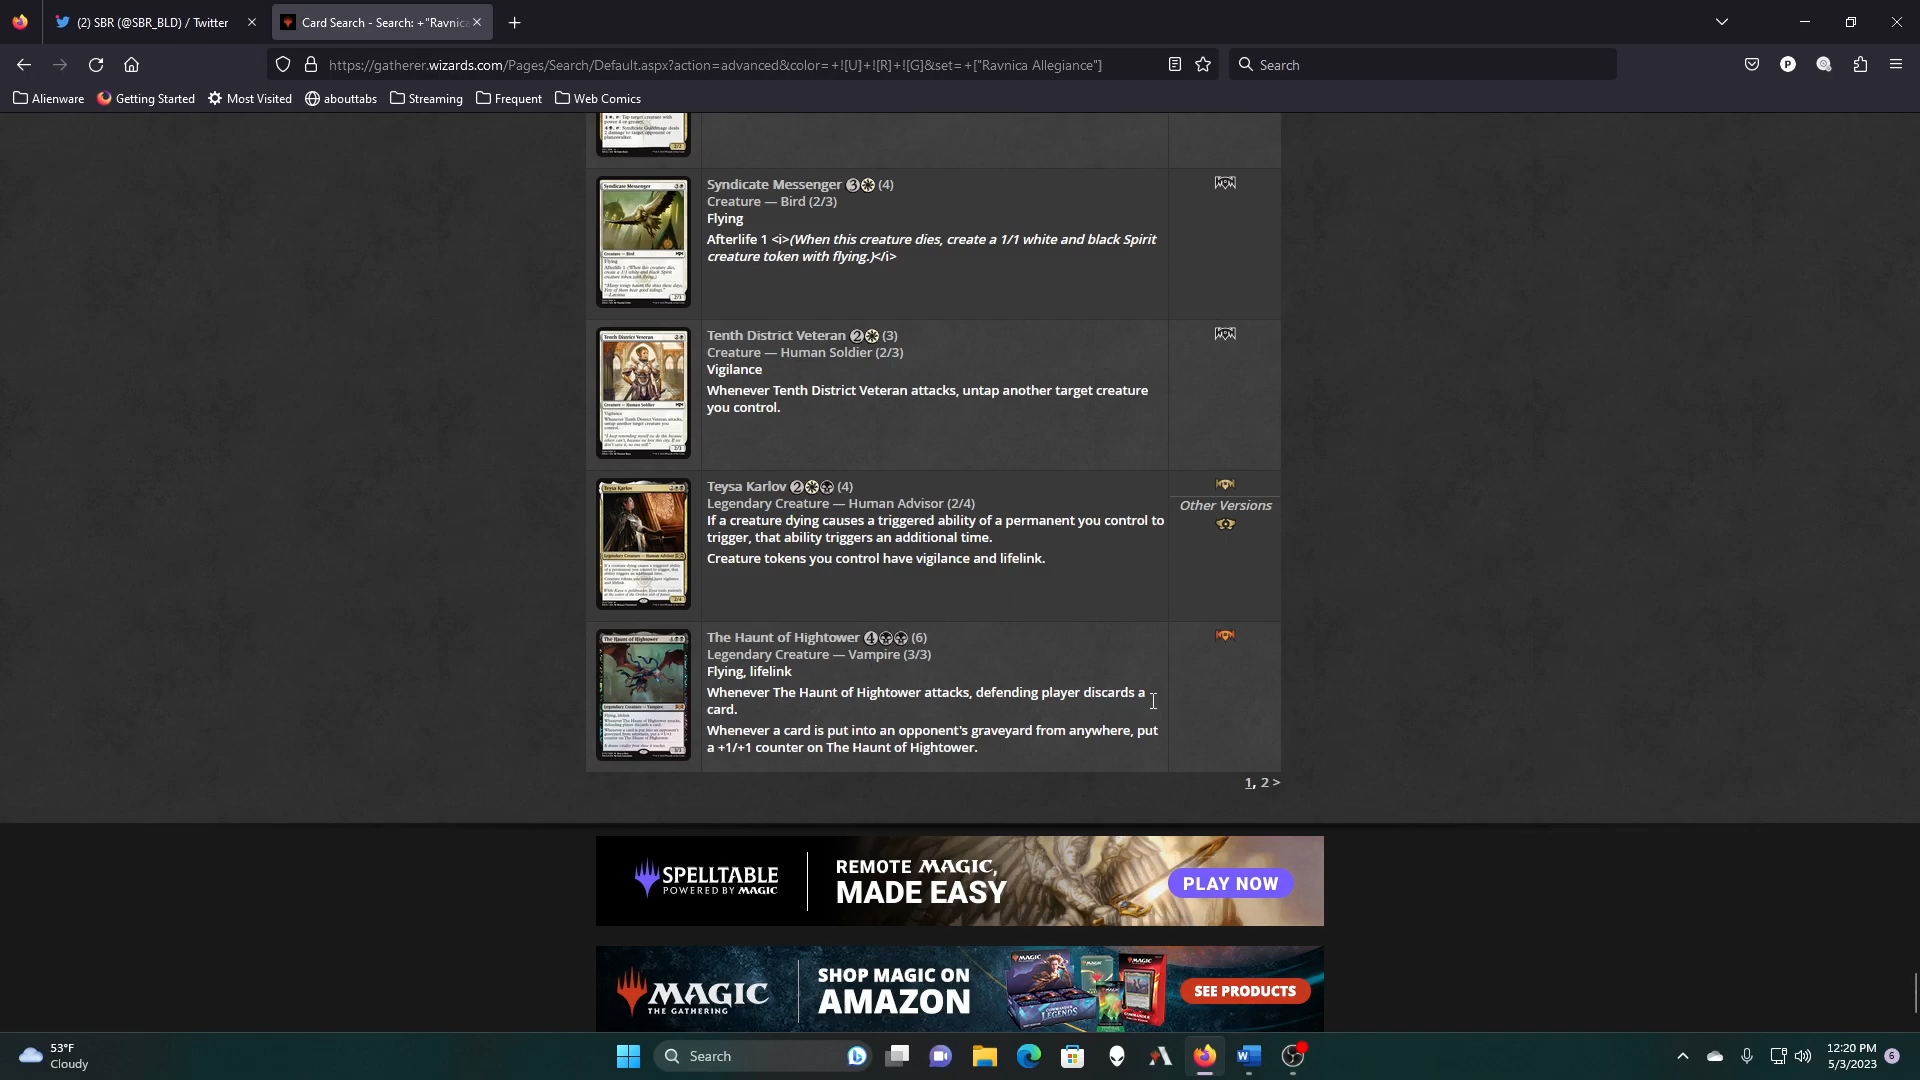 (2) SBR (@SBR_BLD) / Twitter
Card Search - Search: +"Ravnica
https://gatherer.wizards.com/Pages/Search/Default.aspx?action=advanced&color=+![U]+![R]+![G]&set=+["Ravnica Allegiance"]
Search
Alienware
Getting Started
Most Visited
abouttabs
Streaming
Frequent
Web Comics
Syndicate Messenger 3 (4)
Creature — Bird (2/3)
Flying
Afterlife 1 <i>(When this creature dies, create a 1/1 white and black Spirit
creature token with flying.)</i>
Tenth District Veteran 2 (3)
Creature — Human Soldier (2/3)
Vigilance
Whenever Tenth District Veteran attacks, untap another target creature
you control.
Teysa Karlov 2 (4)
Legendary Creature — Human Advisor (2/4)
If a creature dying causes a triggered ability of a permanent you control to
trigger, that ability triggers an additional time.
Creature tokens you control have vigilance and lifelink.
Other Versions
The Haunt of Hightower 4 (6)
Legendary Creature — Vampire (3/3)
Flying, lifelink
Whenever The Haunt of Hightower attacks, defending player discards a
card.
Whenever a card is put into an opponent's graveyard from anywhere, put
a +1/+1 counter on The Haunt of Hightower.
1, 2 >
SPELLTABLE
POWERED BY MAGIC
REMOTE MAGIC,
MADE EASY
PLAY NOW
MAGIC
THE GATHERING
SHOP MAGIC ON
AMAZON
SEE PRODUCTS
53°F
Cloudy
Search
12:20 PM
5/3/2023
6